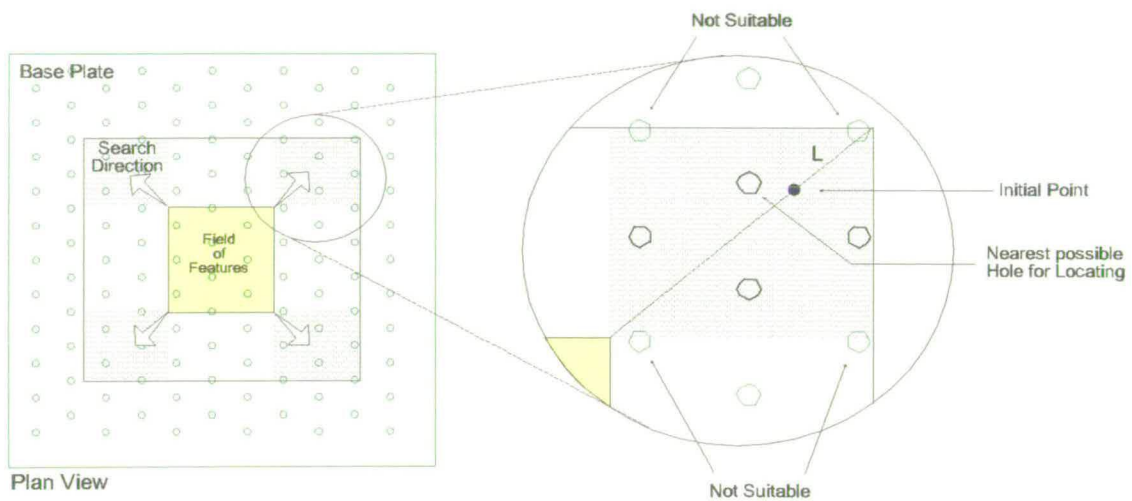 Not Suitable
Base Plate
Search
Direction
L
Initial Point
Field
of
Features
Nearest possible
Hole for Locating
Plan View
Not Suitable